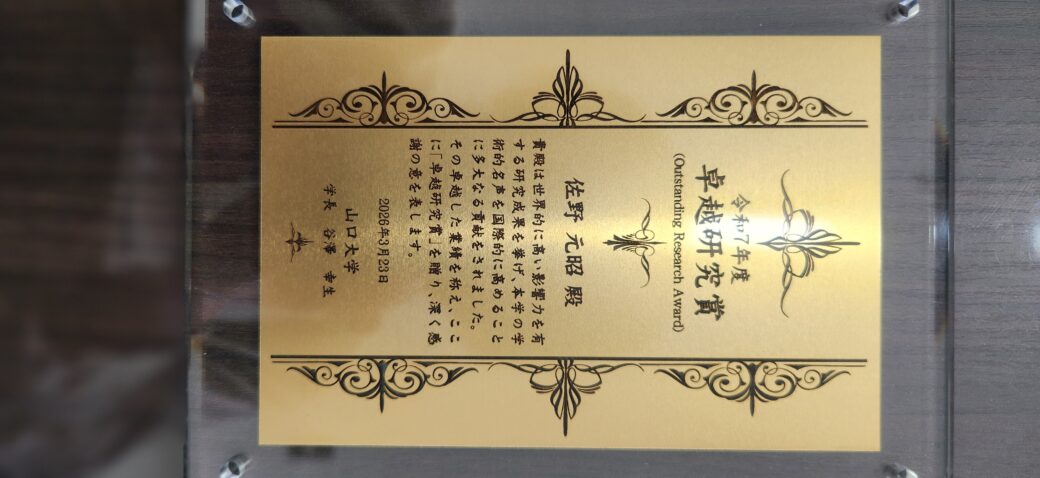 令和7年度
卓越研究賞
(Outstanding Research Award)
佐野 元昭 殿
貴殿は世界的に高い影響力を有
する研究成果を挙げ、本学の学
術的名声を国際的に高めること
に多大なる貢献をされました。
その卓越した業績を称え、ここ
に「卓越研究賞」を贈り、深く感
謝の意を表します。
2026年3月23日
山口大学
学長 谷澤 幸生